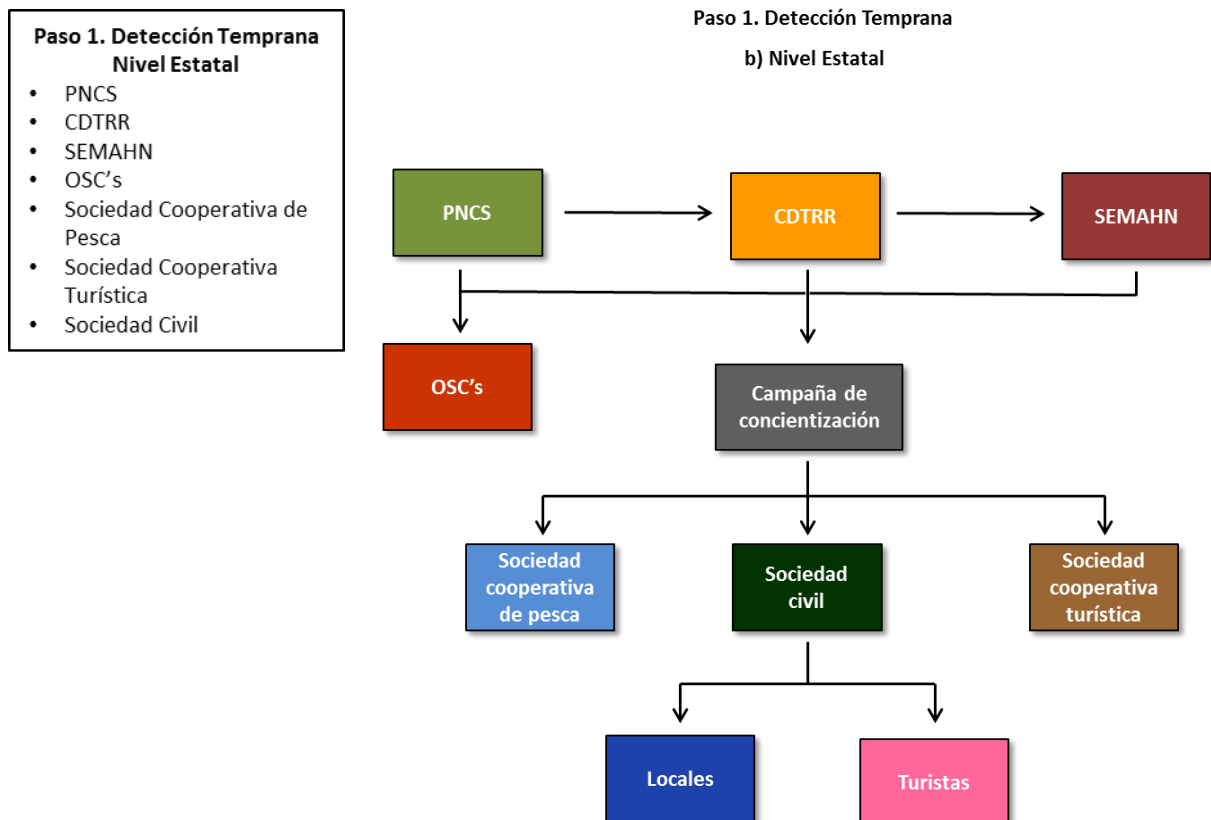 Paso 1. Detección Temprana
Nivel Estatal
• PNCS
• CDTRR
• SEMAHN
• OSC's
• Sociedad Cooperativa de
Pesca
• Sociedad Cooperativa
Turística
• Sociedad Civil
Paso 1. Detección Temprana
b) Nivel Estatal
PNCS
CDTRR
SEMAHN
OSC's
Campaña de
concientización
Sociedad
cooperativa
de pesca
Sociedad
civil
Sociedad
cooperativa
turística
Locales
Turistas